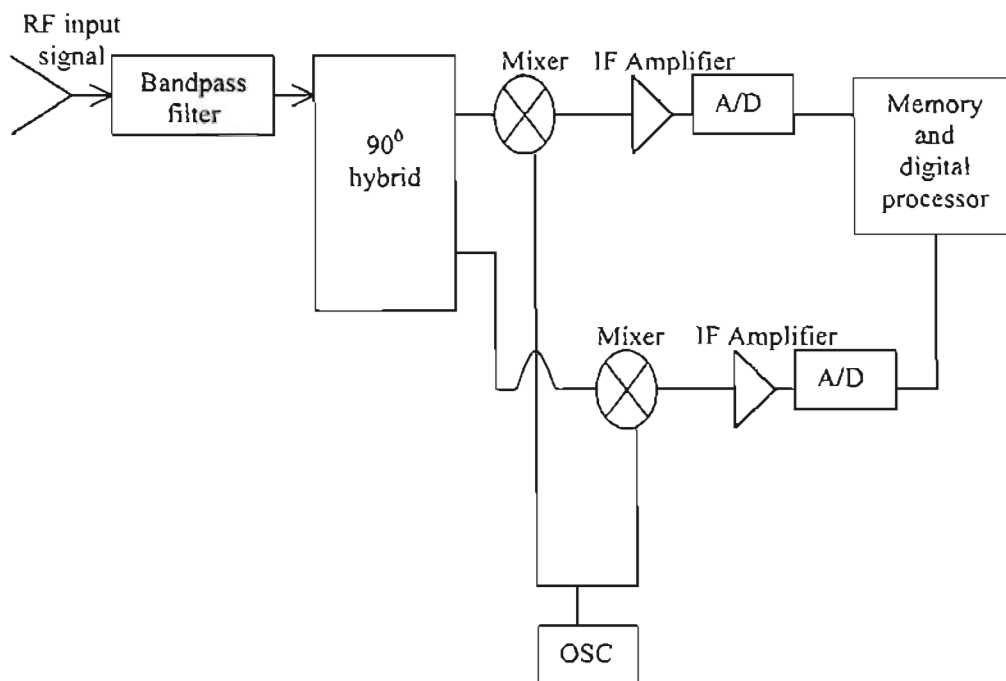 RF input
signal
Bandpass
filter
90⁰
hybrid
Mixer
IF Amplifier
A/D
Memory
and
digital
processor
Mixer
IF Amplifier
A/D
OSC